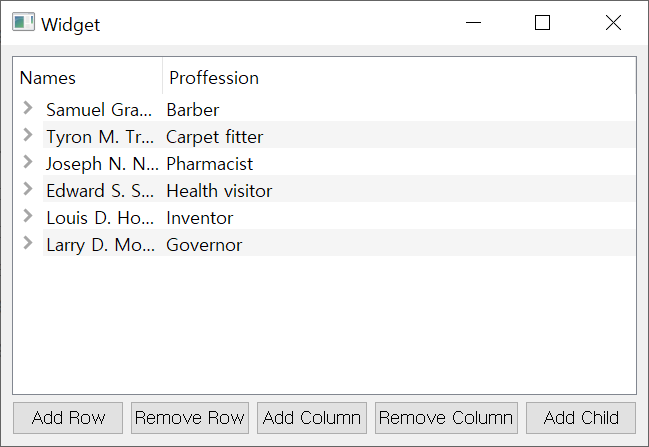 Widget
Names Proffession
Samuel Gra... Barber
Tyron M. Tr... Carpet fitter
Joseph N. N... Pharmacist
Edward S. S... Health visitor
Louis D. Ho... Inventor
Larry D. Mo... Governor
Add Row Remove Row Add Column Remove Column Add Child